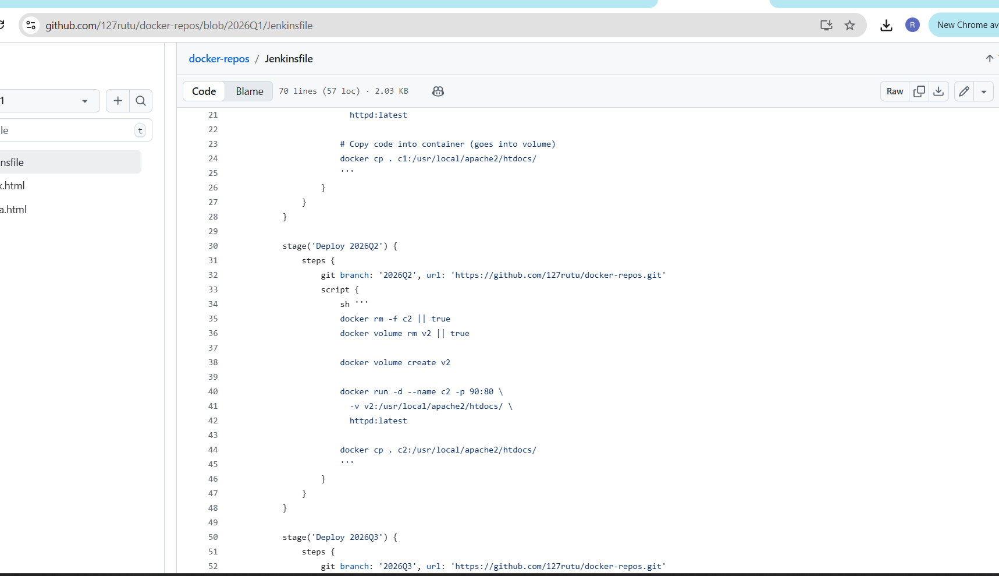 github.com/127rutu/docker-repos/blob/2026Q1/Jenkinsfile
R
New Chrome av
docker-repos / Jenkinsfile
1
Code
Blame
70 lines (57 loc) · 2.03 KB
Raw
le
t
nsfile
x.html
a.html
21 httpd:latest
22
23 # Copy code into container (goes into volume)
24 docker cp . c1:/usr/local/apache2/htdocs/
25 '''
26 }
27 }
28 }
29
30 stage('Deploy 2026Q2') {
31 steps {
32 git branch: '2026Q2', url: 'https://github.com/127rutu/docker-repos.git'
33 script {
34 sh '''
35 docker rm -f c2 || true
36 docker volume rm v2 || true
37
38 docker volume create v2
39
40 docker run -d --name c2 -p 90:80 \
41 -v v2:/usr/local/apache2/htdocs/ \
42 httpd:latest
43
44 docker cp . c2:/usr/local/apache2/htdocs/
45 '''
46 }
47 }
48 }
49
50 stage('Deploy 2026Q3') {
51 steps {
52 git branch: '2026Q3', url: 'https://github.com/127rutu/docker-repos.git'